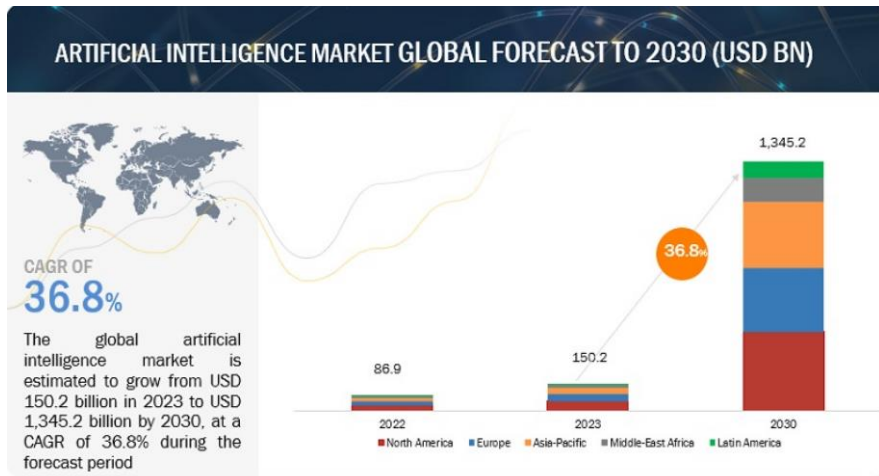 ARTIFICIAL INTELLIGENCE MARKET GLOBAL FORECAST TO 2030 (USD BN)
CAGR OF
36.8%
The global artificial
intelligence market is
estimated to grow from USD
150.2 billion in 2023 to USD
1,345.2 billion by 2030, at a
CAGR of 36.8% during the
forecast period
1,345.2
36.8%
150.2
86.9
2022 2023 2030
North America Europe Asia-Pacific Middle-East Africa Latin America